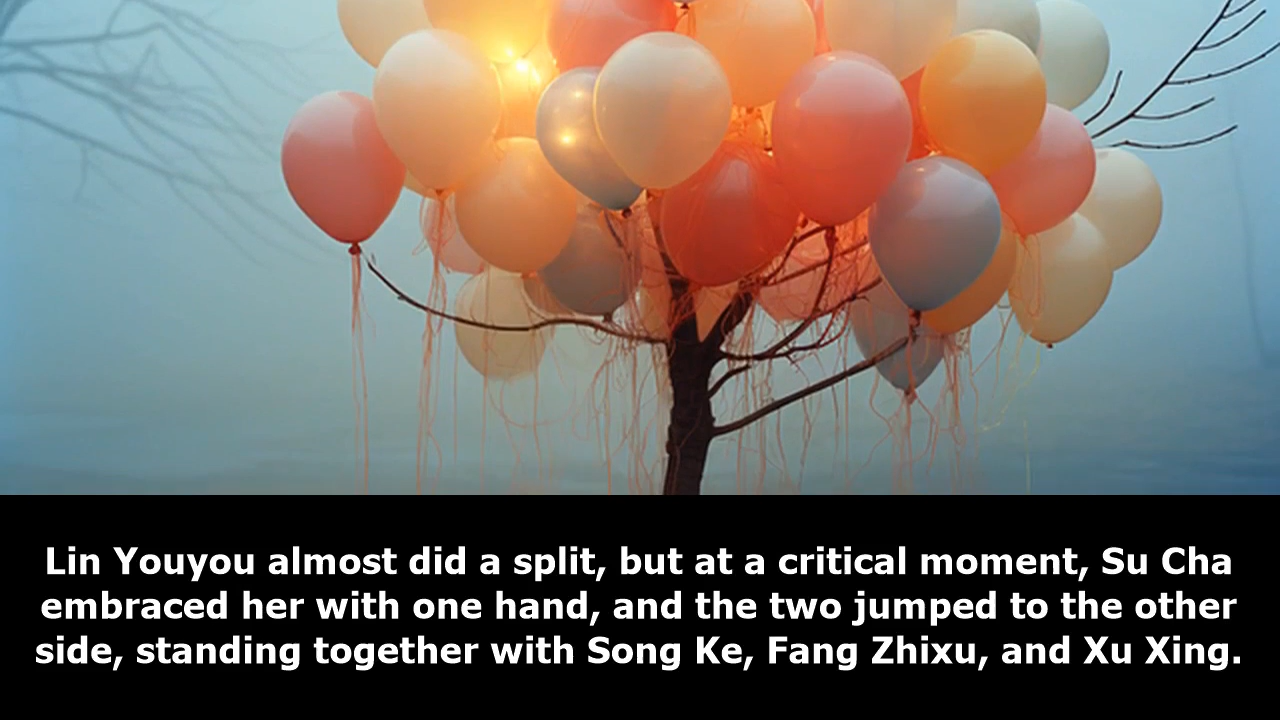 Lin Youyou almost did a split, but at a critical moment, Su Cha
embraced her with one hand, and the two jumped to the other
side, standing together with Song Ke, Fang Zhixu, and Xu Xing.